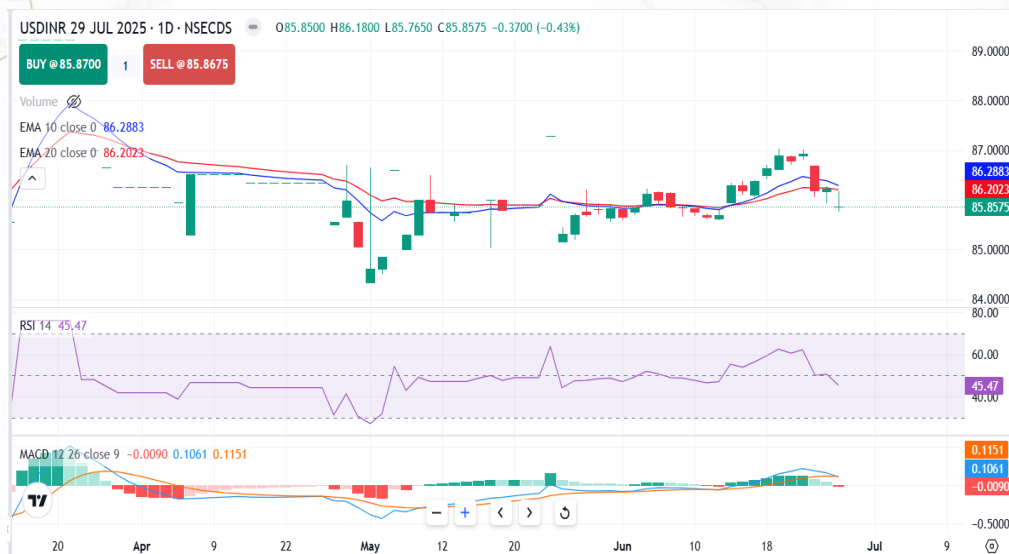 USDINR 29 JUL 2025 · 1D · NSECDS O85.8500 H86.1800 L85.7650 C85.8575 −0.3700 (−0.43%)
BUY @ 85.8700 1 SELL @ 85.8675
Volume
EMA 10 close 0 86.2883
EMA 20 close 0 86.2023
89.0000
88.0000
87.0000
86.2883
86.2023
85.8575
85.0000
84.0000
RSI 14 45.47
80.00
60.00
45.47
40.00
MACD 12 26 close 9 −0.0090 0.1061 0.1151
0.1151
0.1061
−0.0090
−0.5000
20 Apr 9 22 May 12 20 Jun 10 18 Jul 9